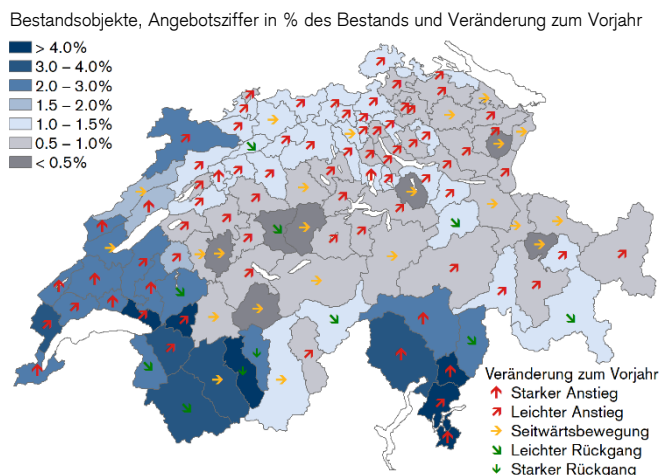 Bestandsobjekte, Angebotsziffer in % des Bestands und Veränderung zum Vorjahr
> 4.0%
3.0 – 4.0%
2.0 – 3.0%
1.5 – 2.0%
1.0 – 1.5%
0.5 – 1.0%
< 0.5%
Veränderung zum Vorjahr
Starker Anstieg
Leichter Anstieg
Seitwärtsbewegung
Leichter Rückgang
Starker Rückgang